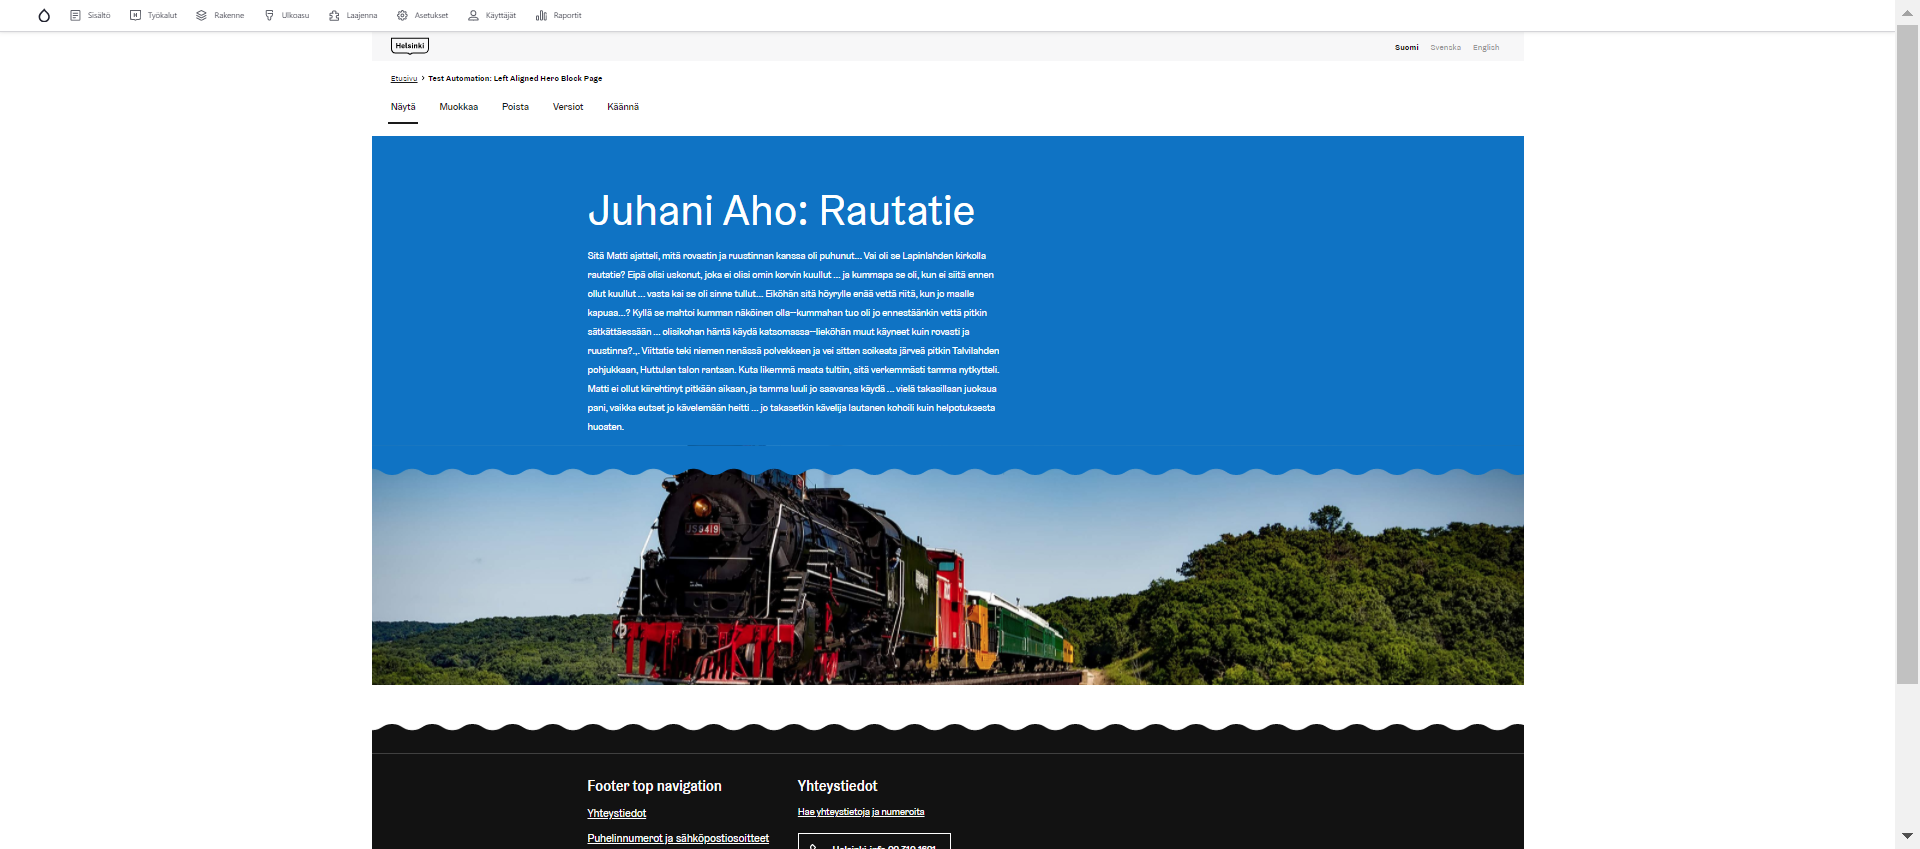 Sisältö Työkalut Rakenne Ulkoasu Laajenna Asetukset Käyttäjät Raportit
Helsinki
Suomi Svenska English
Etusivu > Test Automation: Left Aligned Hero Block Page
Näytä Muokkaa Poista Versiot Käännä
Juhani Aho: Rautatie
Sitä Matti ajatteli, mitä rovastin ja ruustinnan kanssa oli puhunut... Vai oli se Lapinlahden kirkolla
rautatie? Eipä olisi uskonut, joka ei olisi omin korvin kuullut ... ja kummapa se oli, kun ei siitä ennen
ollut kuullut ... vasta kai se oli sinne tullut... Eiköhän sitä höyrylle enää vettä riitä, kun jo maalle
kapuaa...? Kyllä se mahtoi kumman näköinen olla—kummahan tuo oli jo ennestäänkin vettä pitkin
sätkättäessään ... olisikohan häntä käydä katsomassa—lieköhän muut käyneet kuin rovasti ja
ruustinna?.,. Viittatie teki niemen nenässä polvekkeen ja vei sitten soikeata järveä pitkin Talvilahden
pohjukkaan, Huttulan talon rantaan. Kuta likemmä maata tultiin, sitä verkemmästi tamma nytkytteli.
Matti ei ollut kiirehtinyt pitkään aikaan, ja tamma luuli jo saavansa käydä ... vielä takasillaan juoksua
pani, vaikka eutset jo kävelemään heitti ... jo takasetkin kävelija lautanen kohoili kuin helpotuksesta
huosten.
JS8419
Footer top navigation
Yhteystiedot
Puhelinnumerot ja sähköpostiosoitteet
Yhteystiedot
Hae yhteystietoja ja numeroita